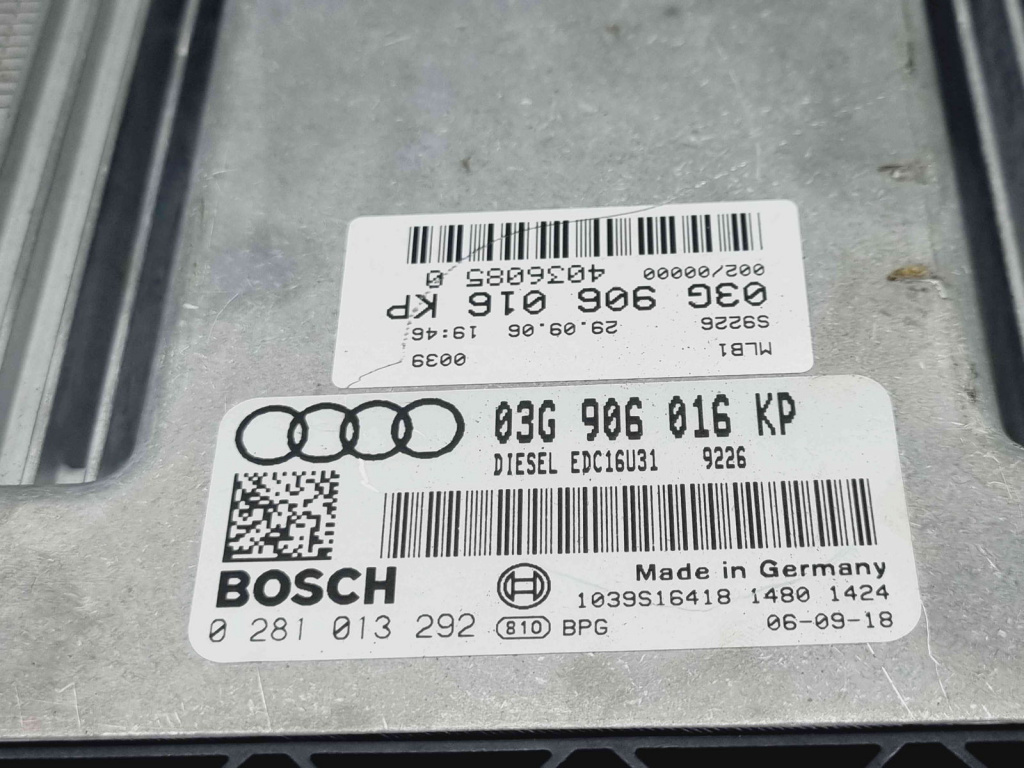 MLB1 0039
S9226 29.09.06 19:46
03G 906 016 KP
002/00000 4036085 0
03G 906 016 KP
DIESEL EDC16U31 9226
BOSCH
Made in Germany
1039S16418 1480 1424
0 281 013 292 810 BPG 06-09-18